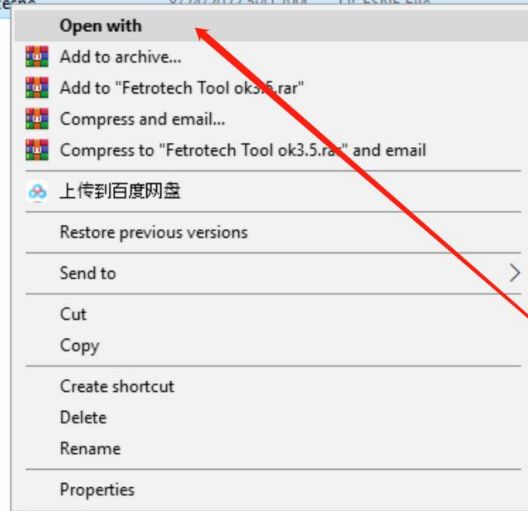 Open with
Add to archive...
Add to "Fetrotech Tool ok3.5.rar"
Compress and email...
Compress to "Fetrotech Tool ok3.5.rar" and email
上传到百度网盘
Restore previous versions
Send to
Cut
Copy
Create shortcut
Delete
Rename
Properties